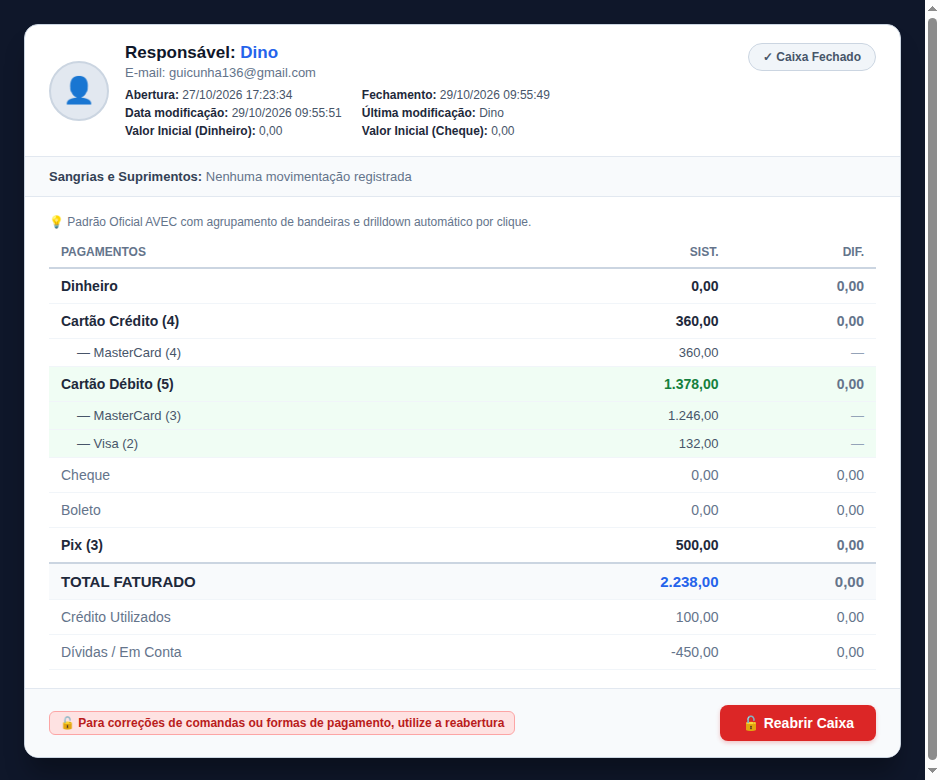 Responsável: Dino
✓ Caixa Fechado
E-mail: guicunha136@gmail.com
Abertura: 27/10/2026 17:23:34 Fechamento: 29/10/2026 09:55:49
Data modificação: 29/10/2026 09:55:51 Última modificação: Dino
Valor Inicial (Dinheiro): 0,00 Valor Inicial (Cheque): 0,00
Sangrias e Suprimentos: Nenhuma movimentação registrada
💡 Padrão Oficial AVEC com agrupamento de bandeiras e drilldown automático por clique.
PAGAMENTOS SIST. DIF.
Dinheiro 0,00 0,00
Cartão Crédito (4) 360,00 0,00
— MasterCard (4) 360,00 —
Cartão Débito (5) 1.378,00 0,00
— MasterCard (3) 1.246,00 —
— Visa (2) 132,00 —
Cheque 0,00 0,00
Boleto 0,00 0,00
Pix (3) 500,00 0,00
TOTAL FATURADO 2.238,00 0,00
Crédito Utilizados 100,00 0,00
Dívidas / Em Conta -450,00 0,00
🔓 Para correções de comandas ou formas de pagamento, utilize a reabertura
🔓 Reabrir Caixa